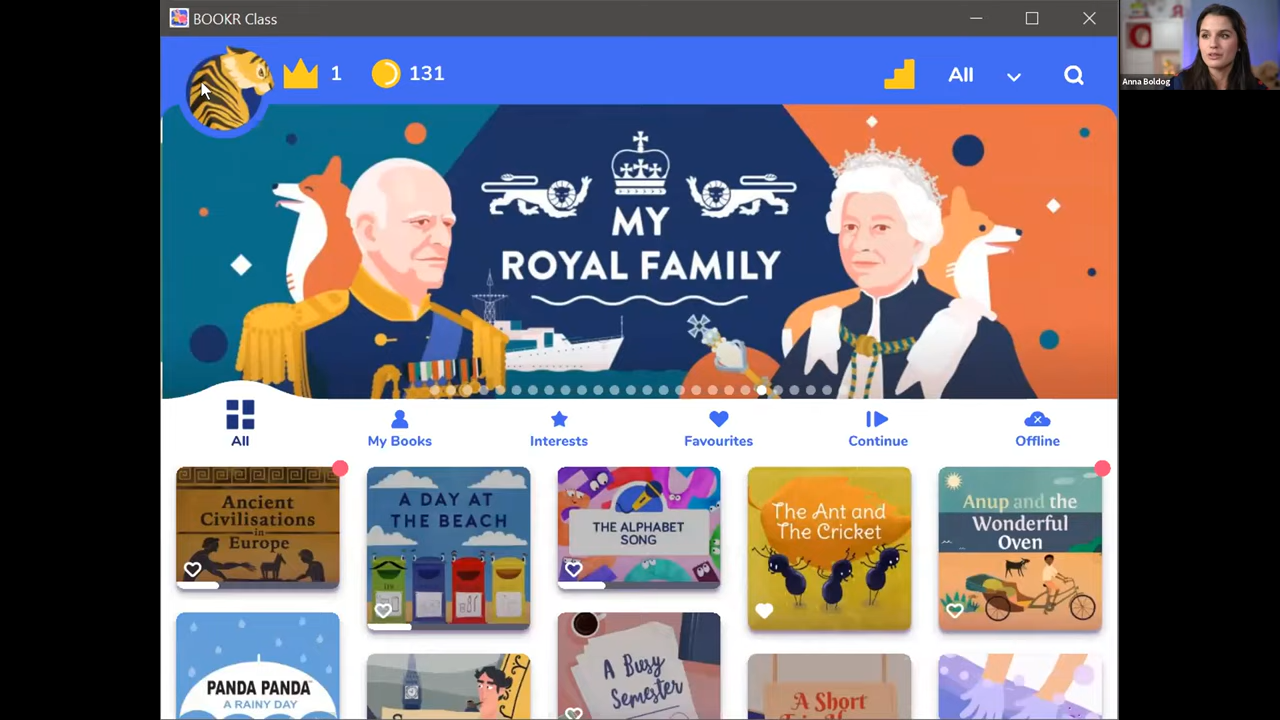 BOOKR Class
1
131
All
Anna Boldog
MY
ROYAL FAMILY
All
My Books
Interests
Favourites
Continue
Offline
Ancient
Civilisations
in
Europe
A DAY AT
THE BEACH
THE ALPHABET
SONG
The Ant and
The Cricket
Anup and the
Wonderful
Oven
PANDA PANDA™
A RAINY DAY
A Busy
Semester
A Short